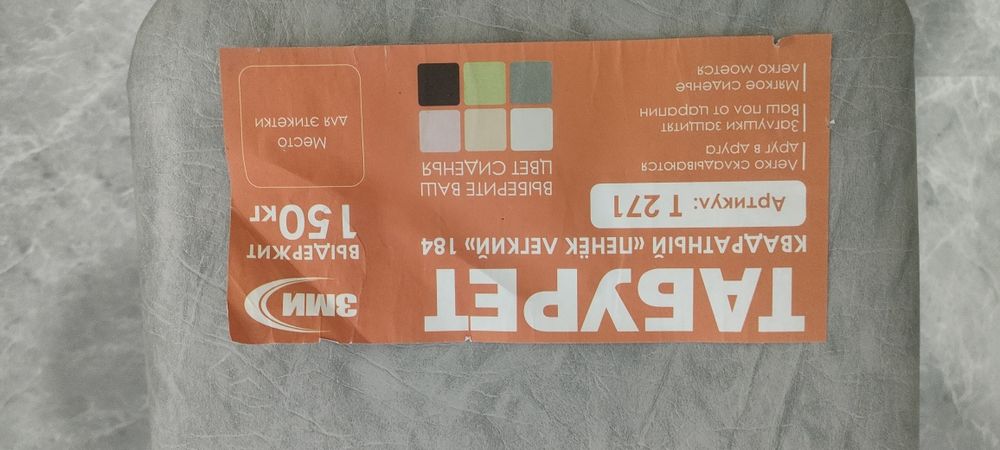 ТАБУРЕТ
КВАДРАТНЫЙ «ПЕНЁК ЛЕГКИЙ» 184
Артикул: Т 271
Легко складываются
друг в друга
Заглушки защитят
Ваш пол от царапин
Мягкое сиденье
легко моется
ВЫБЕРИТЕ ВАШ
ЦВЕТ СИДЕНЬЯ
ЗМИ
ВЫДЕРЖИТ
150кг
Место
для этикетки